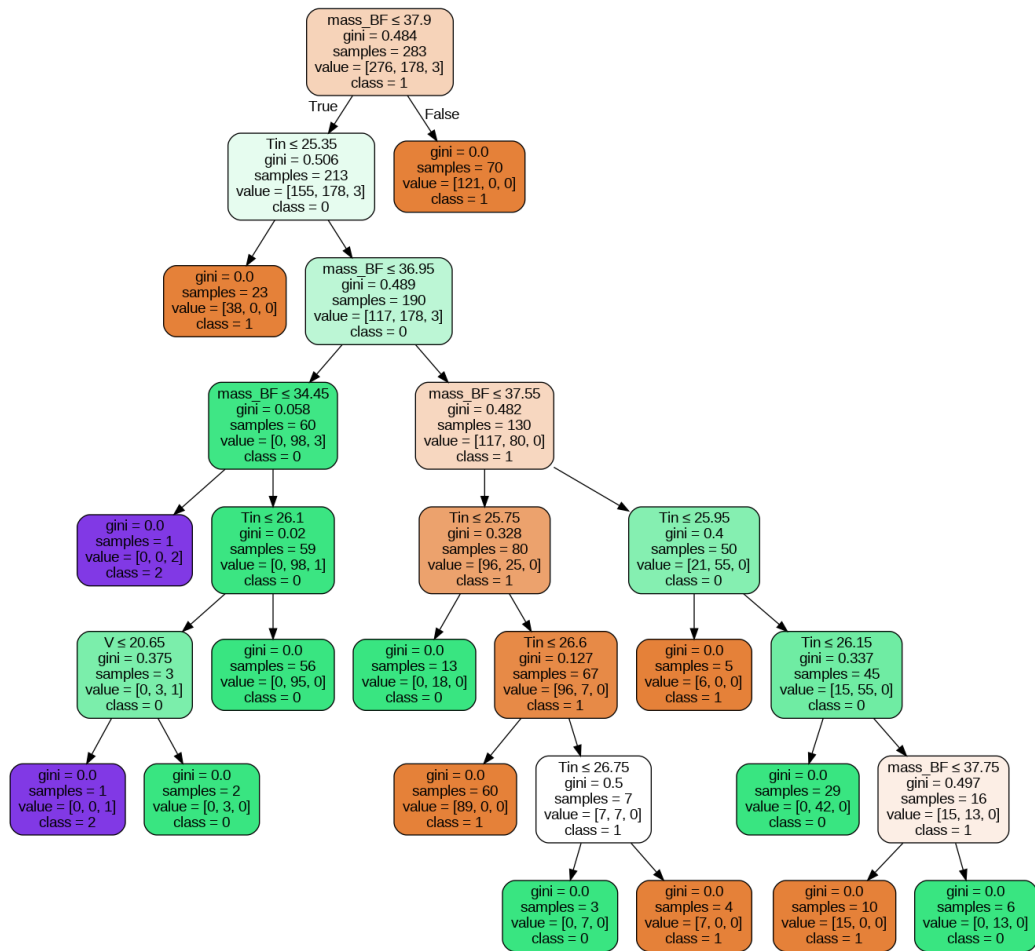 mass_BF ≤ 37.9
gini = 0.484
samples = 283
value = [276, 178, 3]
class = 1
True
False
Tin ≤ 25.35
gini = 0.506
samples = 213
value = [155, 178, 3]
class = 0
gini = 0.0
samples = 70
value = [121, 0, 0]
class = 1
gini = 0.0
samples = 23
value = [38, 0, 0]
class = 1
mass_BF ≤ 36.95
gini = 0.489
samples = 190
value = [117, 178, 3]
class = 0
mass_BF ≤ 34.45
gini = 0.058
samples = 60
value = [0, 98, 3]
class = 0
mass_BF ≤ 37.55
gini = 0.482
samples = 130
value = [117, 80, 0]
class = 1
gini = 0.0
samples = 1
value = [0, 0, 2]
class = 2
Tin ≤ 26.1
gini = 0.02
samples = 59
value = [0, 98, 1]
class = 0
Tin ≤ 25.75
gini = 0.328
samples = 80
value = [96, 25, 0]
class = 1
Tin ≤ 25.95
gini = 0.4
samples = 50
value = [21, 55, 0]
class = 0
V ≤ 20.65
gini = 0.375
samples = 3
value = [0, 3, 1]
class = 0
gini = 0.0
samples = 56
value = [0, 95, 0]
class = 0
gini = 0.0
samples = 13
value = [0, 18, 0]
class = 0
Tin ≤ 26.6
gini = 0.127
samples = 67
value = [96, 7, 0]
class = 1
gini = 0.0
samples = 5
value = [6, 0, 0]
class = 1
Tin ≤ 26.15
gini = 0.337
samples = 45
value = [15, 55, 0]
class = 0
gini = 0.0
samples = 1
value = [0, 0, 1]
class = 2
gini = 0.0
samples = 2
value = [0, 3, 0]
class = 0
gini = 0.0
samples = 60
value = [89, 0, 0]
class = 1
Tin ≤ 26.75
gini = 0.5
samples = 7
value = [7, 7, 0]
class = 1
gini = 0.0
samples = 29
value = [0, 42, 0]
class = 0
mass_BF ≤ 37.75
gini = 0.497
samples = 16
value = [15, 13, 0]
class = 1
gini = 0.0
samples = 3
value = [0, 7, 0]
class = 0
gini = 0.0
samples = 4
value = [7, 0, 0]
class = 1
gini = 0.0
samples = 10
value = [15, 0, 0]
class = 1
gini = 0.0
samples = 6
value = [0, 13, 0]
class = 0